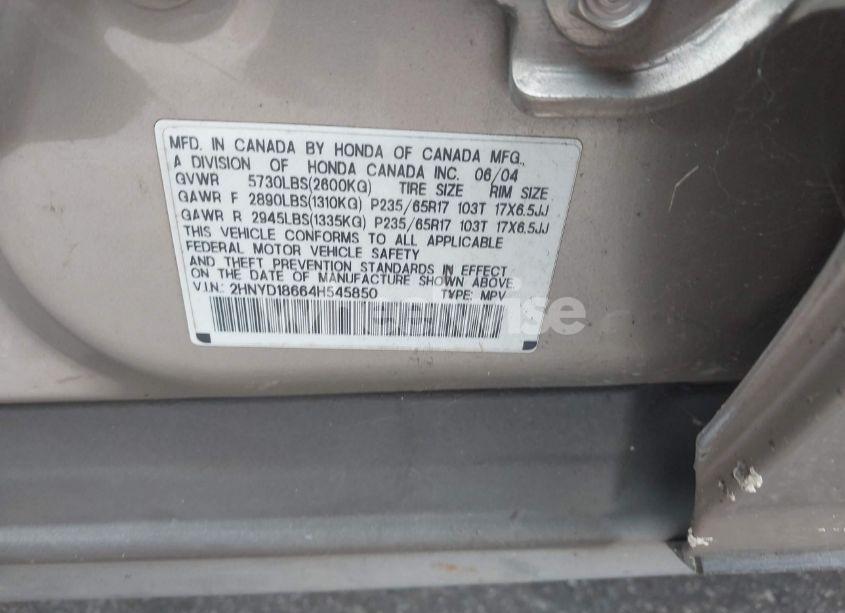 MFD. IN CANADA BY HONDA OF CANADA MFG.,
A DIVISION OF HONDA CANADA INC. 06/04
GVWR 5730LBS(2600KG) TIRE SIZE RIM SIZE
GAWR F 2890LBS(1310KG) P235/65R17 103T 17X6.5JJ
GAWR R 2945LBS(1335KG) P235/65R17 103T 17X6.5JJ
THIS VEHICLE CONFORMS TO ALL APPLICABLE
FEDERAL MOTOR VEHICLE SAFETY
AND THEFT PREVENTION STANDARDS IN EFFECT
ON THE DATE OF MANUFACTURE SHOWN ABOVE.
V.I.N.: 2HNYD18664H545850 TYPE: MPV